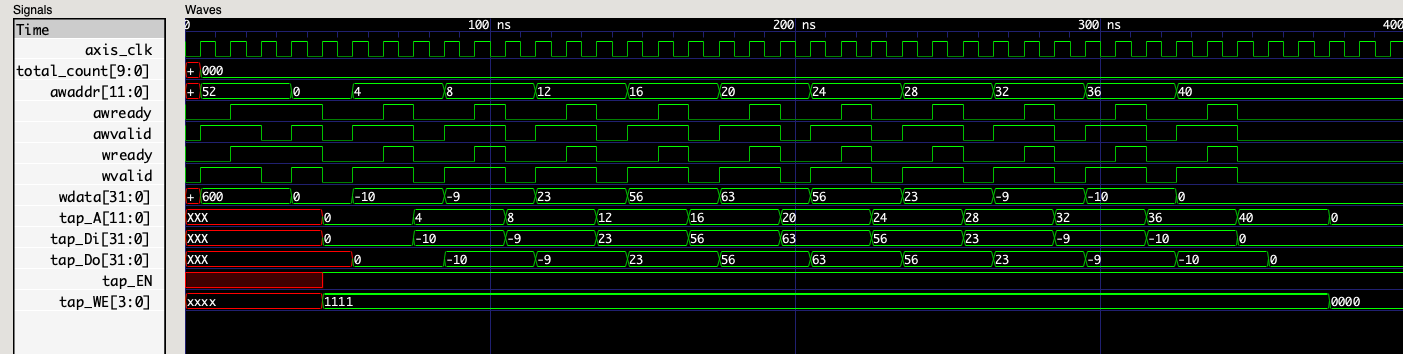 Signals Waves
Time 0 100 ns 200 ns 300 ns 400
axis_clk
total_count[9:0] + 000
awaddr[11:0] + 52 0 4 8 12 16 20 24 28 32 36 40
awready
awvalid
wready
wvalid
wdata[31:0] + 600 0 -10 -9 23 56 63 56 23 -9 -10 0
tap_A[11:0] XXX 0 4 8 12 16 20 24 28 32 36 40 0
tap_Di[31:0] XXX 0 -10 -9 23 56 63 56 23 -9 -10 0
tap_Do[31:0] XXX 0 -10 -9 23 56 63 56 23 -9 -10 0
tap_EN
tap_WE[3:0] xxxx 1111 0000